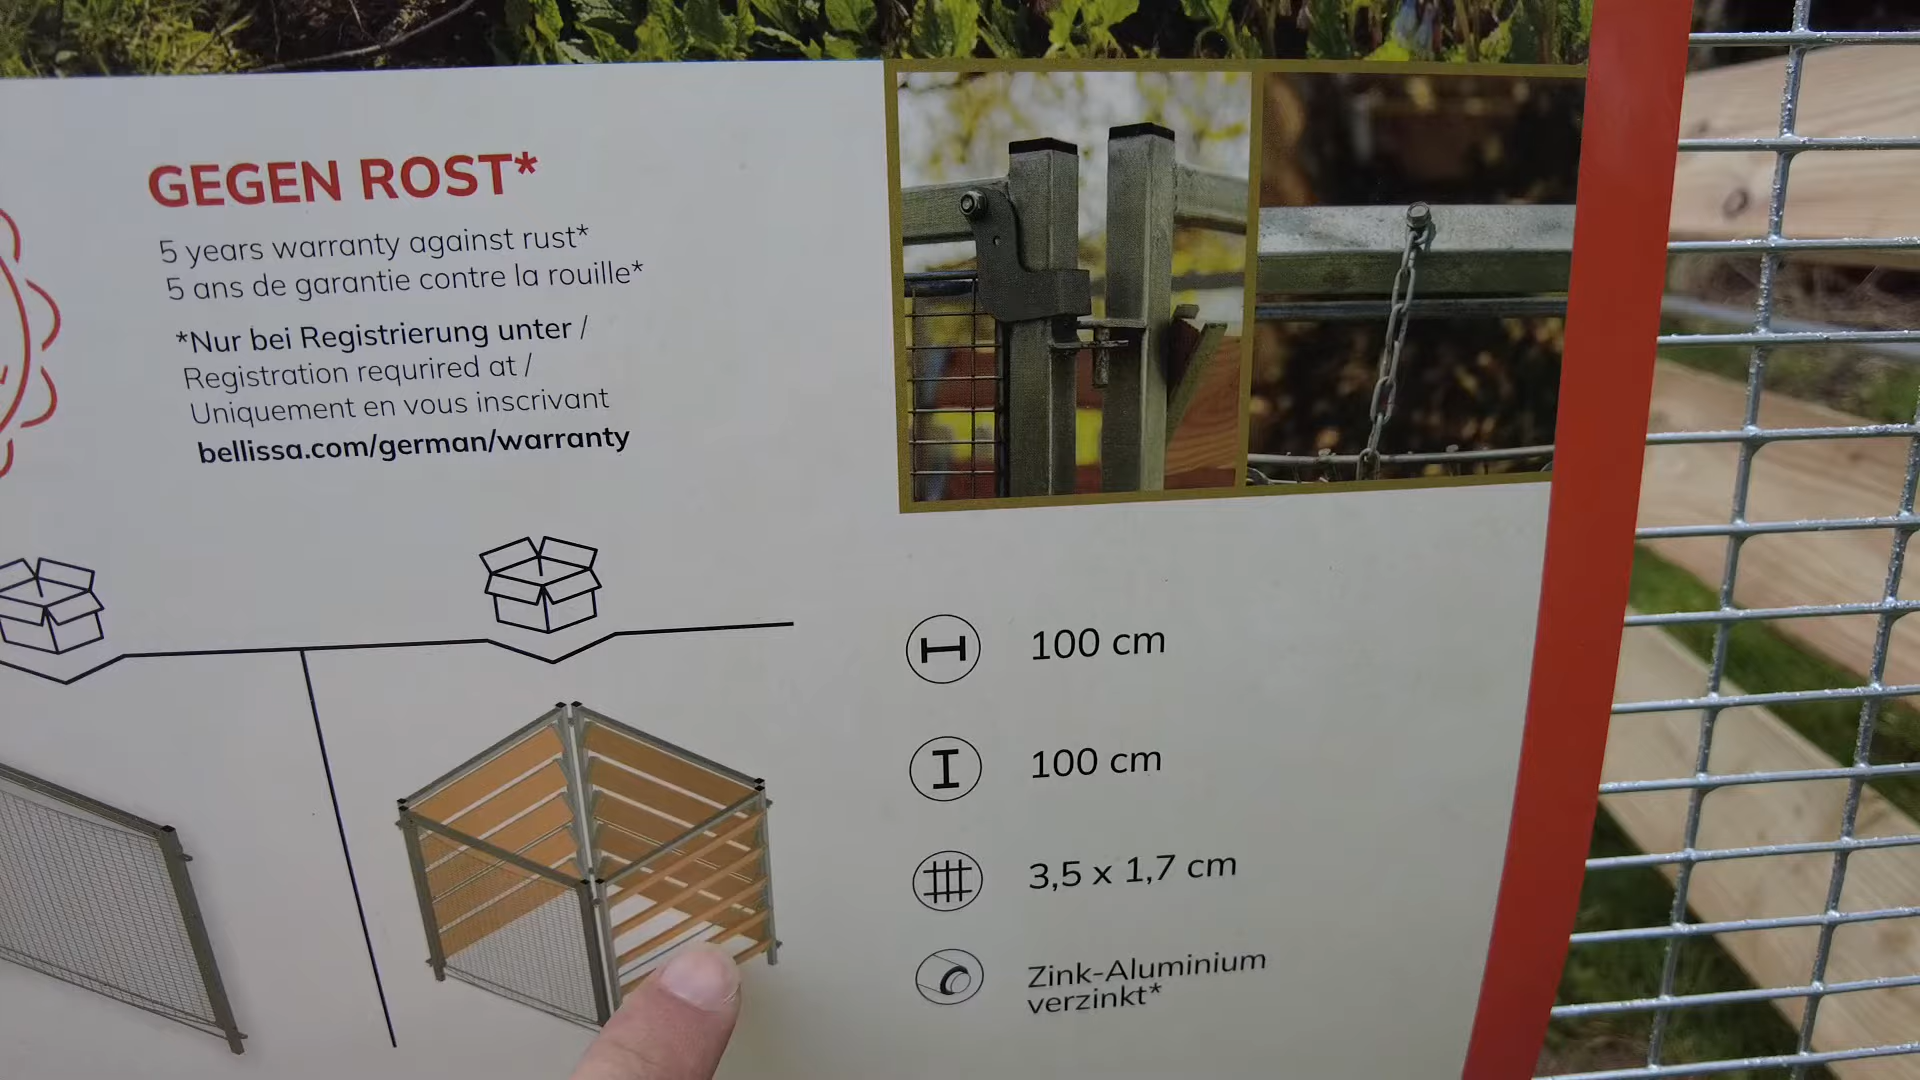 GEGEN ROST*
5 years warranty against rust*
5 ans de garantie contre la rouille*
*Nur bei Registrierung unter /
Registration requrired at /
Uniquement en vous inscrivant
bellissa.com/german/warranty
100 cm
100 cm
3,5 x 1,7 cm
Zink-Aluminium
verzinkt*